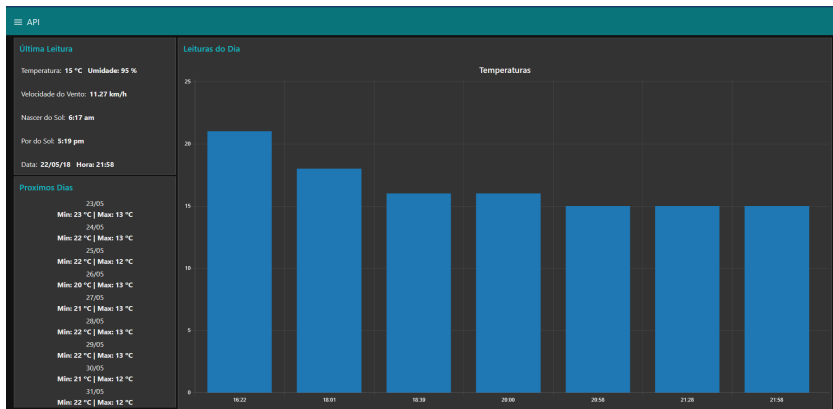 ≡ API
Última Leitura
Temperatura: 15 °C Umidade: 95 %
Velocidade do Vento: 11.27 km/h
Nascer do Sol: 6:17 am
Por do Sol: 5:19 pm
Data: 22/05/18 Hora: 21:58
Proximos Dias
23/05
Min: 23 °C | Max: 13 °C
24/05
Min: 22 °C | Max: 13 °C
25/05
Min: 22 °C | Max: 12 °C
26/05
Min: 20 °C | Max: 13 °C
27/05
Min: 21 °C | Max: 13 °C
28/05
Min: 22 °C | Max: 13 °C
29/05
Min: 22 °C | Max: 13 °C
30/05
Min: 21 °C | Max: 12 °C
31/05
Min: 22 °C | Max: 12 °C
Leituras do Dia
Temperaturas
25
20
15
10
5
0
16:22 18:01 18:39 20:00 20:58 21:28 21:58